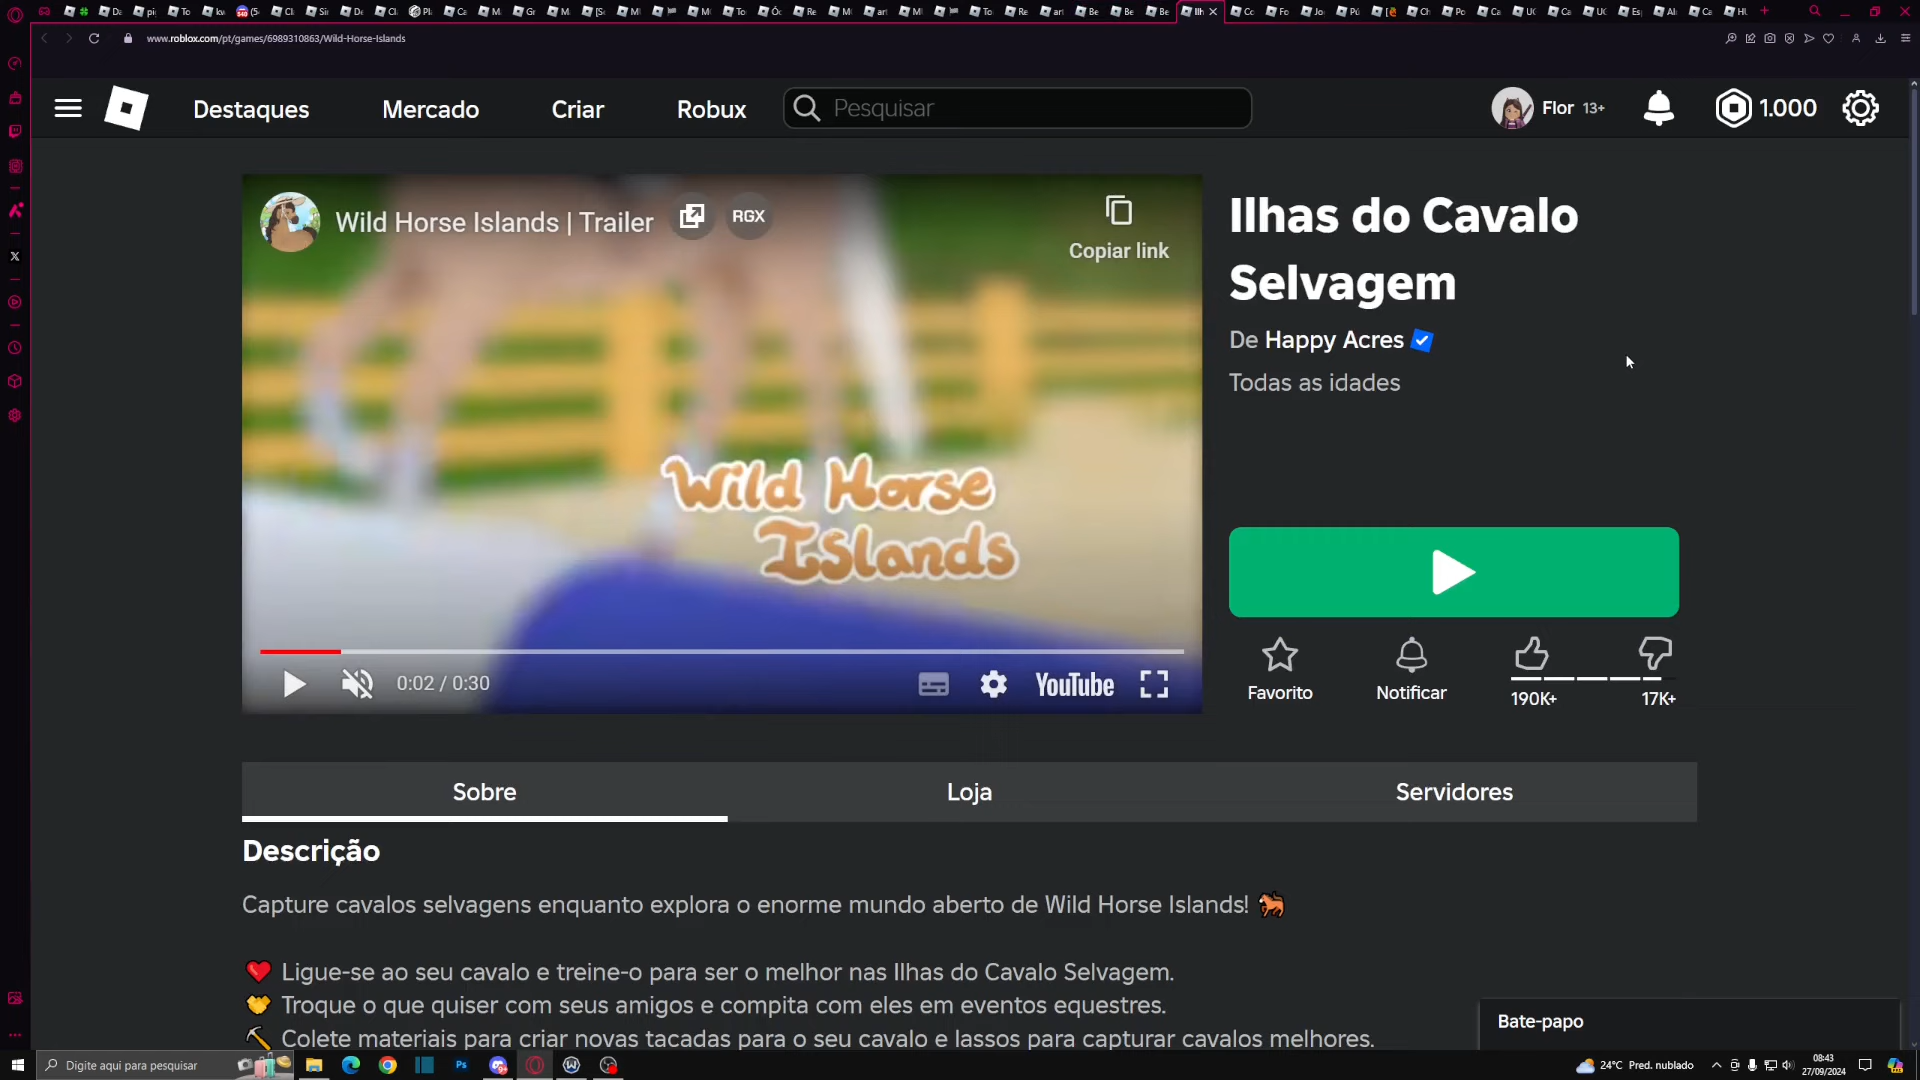 www.roblox.com/pt/games/6989310863/Wild-Horse-Islands
Destaques
Mercado
Criar
Robux
Pesquisar
Flor 13+
1.000
Wild Horse Islands | Trailer
RGX
Copiar link
Wild Horse
Islands
0:02 / 0:30
YouTube
Ilhas do Cavalo
Selvagem
De Happy Acres
Todas as idades
Favorito
Notificar
190K+
17K+
Sobre
Loja
Servidores
Descrição
Capture cavalos selvagens enquanto explora o enorme mundo aberto de Wild Horse Islands!
Ligue-se ao seu cavalo e treine-o para ser o melhor nas Ilhas do Cavalo Selvagem.
Troque o que quiser com seus amigos e compita com eles em eventos equestres.
Colete materiais para criar novas tacadas para o seu cavalo e lassos para capturar cavalos melhores.
Bate-papo
Digite aqui para pesquisar
Ps
24°C Pred. nublado
08:43
27/09/2024